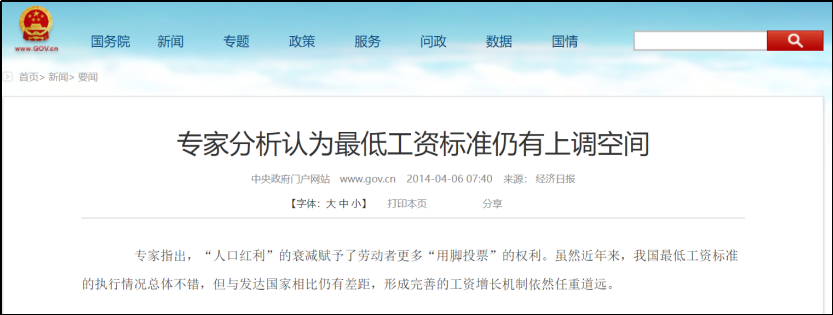 www.GOV.cn
国务院 新闻 专题 政策 服务 问政 数据 国情
首页> 新闻> 要闻
专家分析认为最低工资标准仍有上调空间
中央政府门户网站 www.gov.cn 2014-04-06 07:40 来源： 经济日报
【字体：大 中 小】 打印本页 分享
专家指出，“人口红利”的衰减赋予了劳动者更多“用脚投票”的权利。虽然近年来，我国最低工资标准
的执行情况总体不错，但与发达国家相比仍有差距，形成完善的工资增长机制依然任重道远。